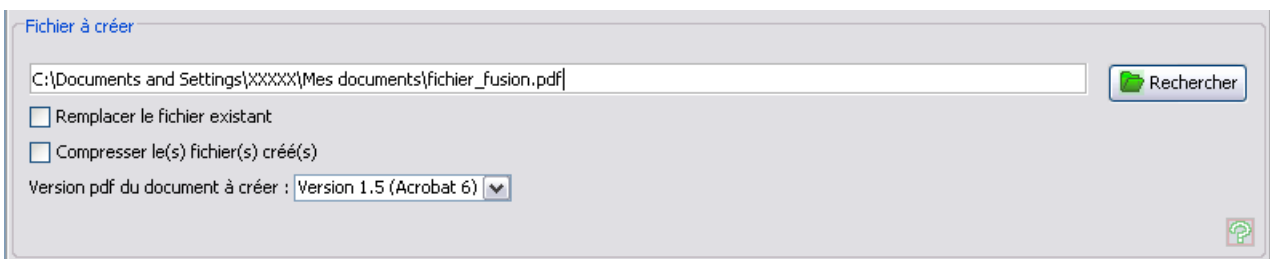 Fichier à créer
C:\Documents and Settings\XXXXX\Mes documents\fichier_fusion.pdf
Rechercher
Remplacer le fichier existant
Compresser le(s) fichier(s) créé(s)
Version pdf du document à créer : Version 1.5 (Acrobat 6)